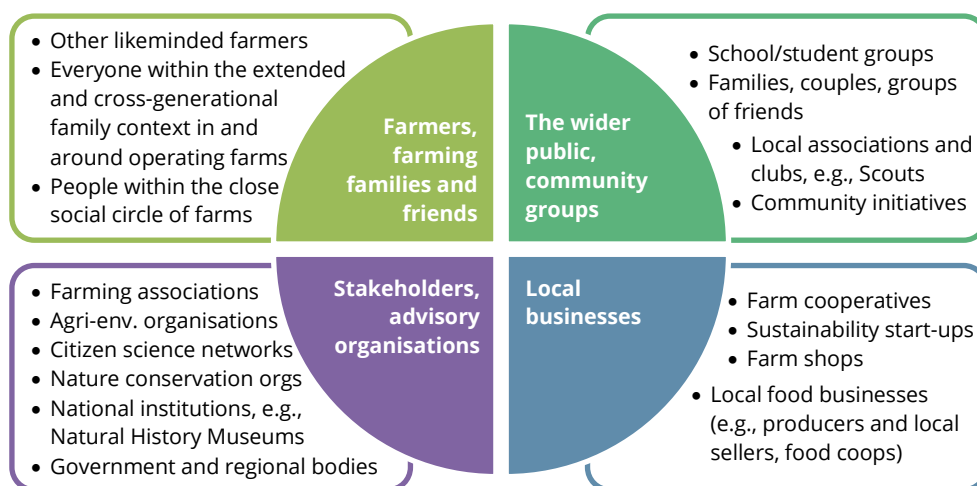 • Other likeminded farmers
• Everyone within the extended
and cross-generational
family context in and
around operating farms
• People within the close
social circle of farms
Farmers,
farming
families and
friends
The wider
public,
community
groups
• School/student groups
• Families, couples, groups
of friends
• Local associations and
clubs, e.g., Scouts
• Community initiatives
• Farming associations
• Agri-env. organisations
• Citizen science networks
• Nature conservation orgs
• National institutions, e.g.,
Natural History Museums
• Government and regional bodies
Stakeholders,
advisory
organisations
Local
businesses
• Farm cooperatives
• Sustainability start-ups
• Farm shops
• Local food businesses
(e.g., producers and local
sellers, food coops)